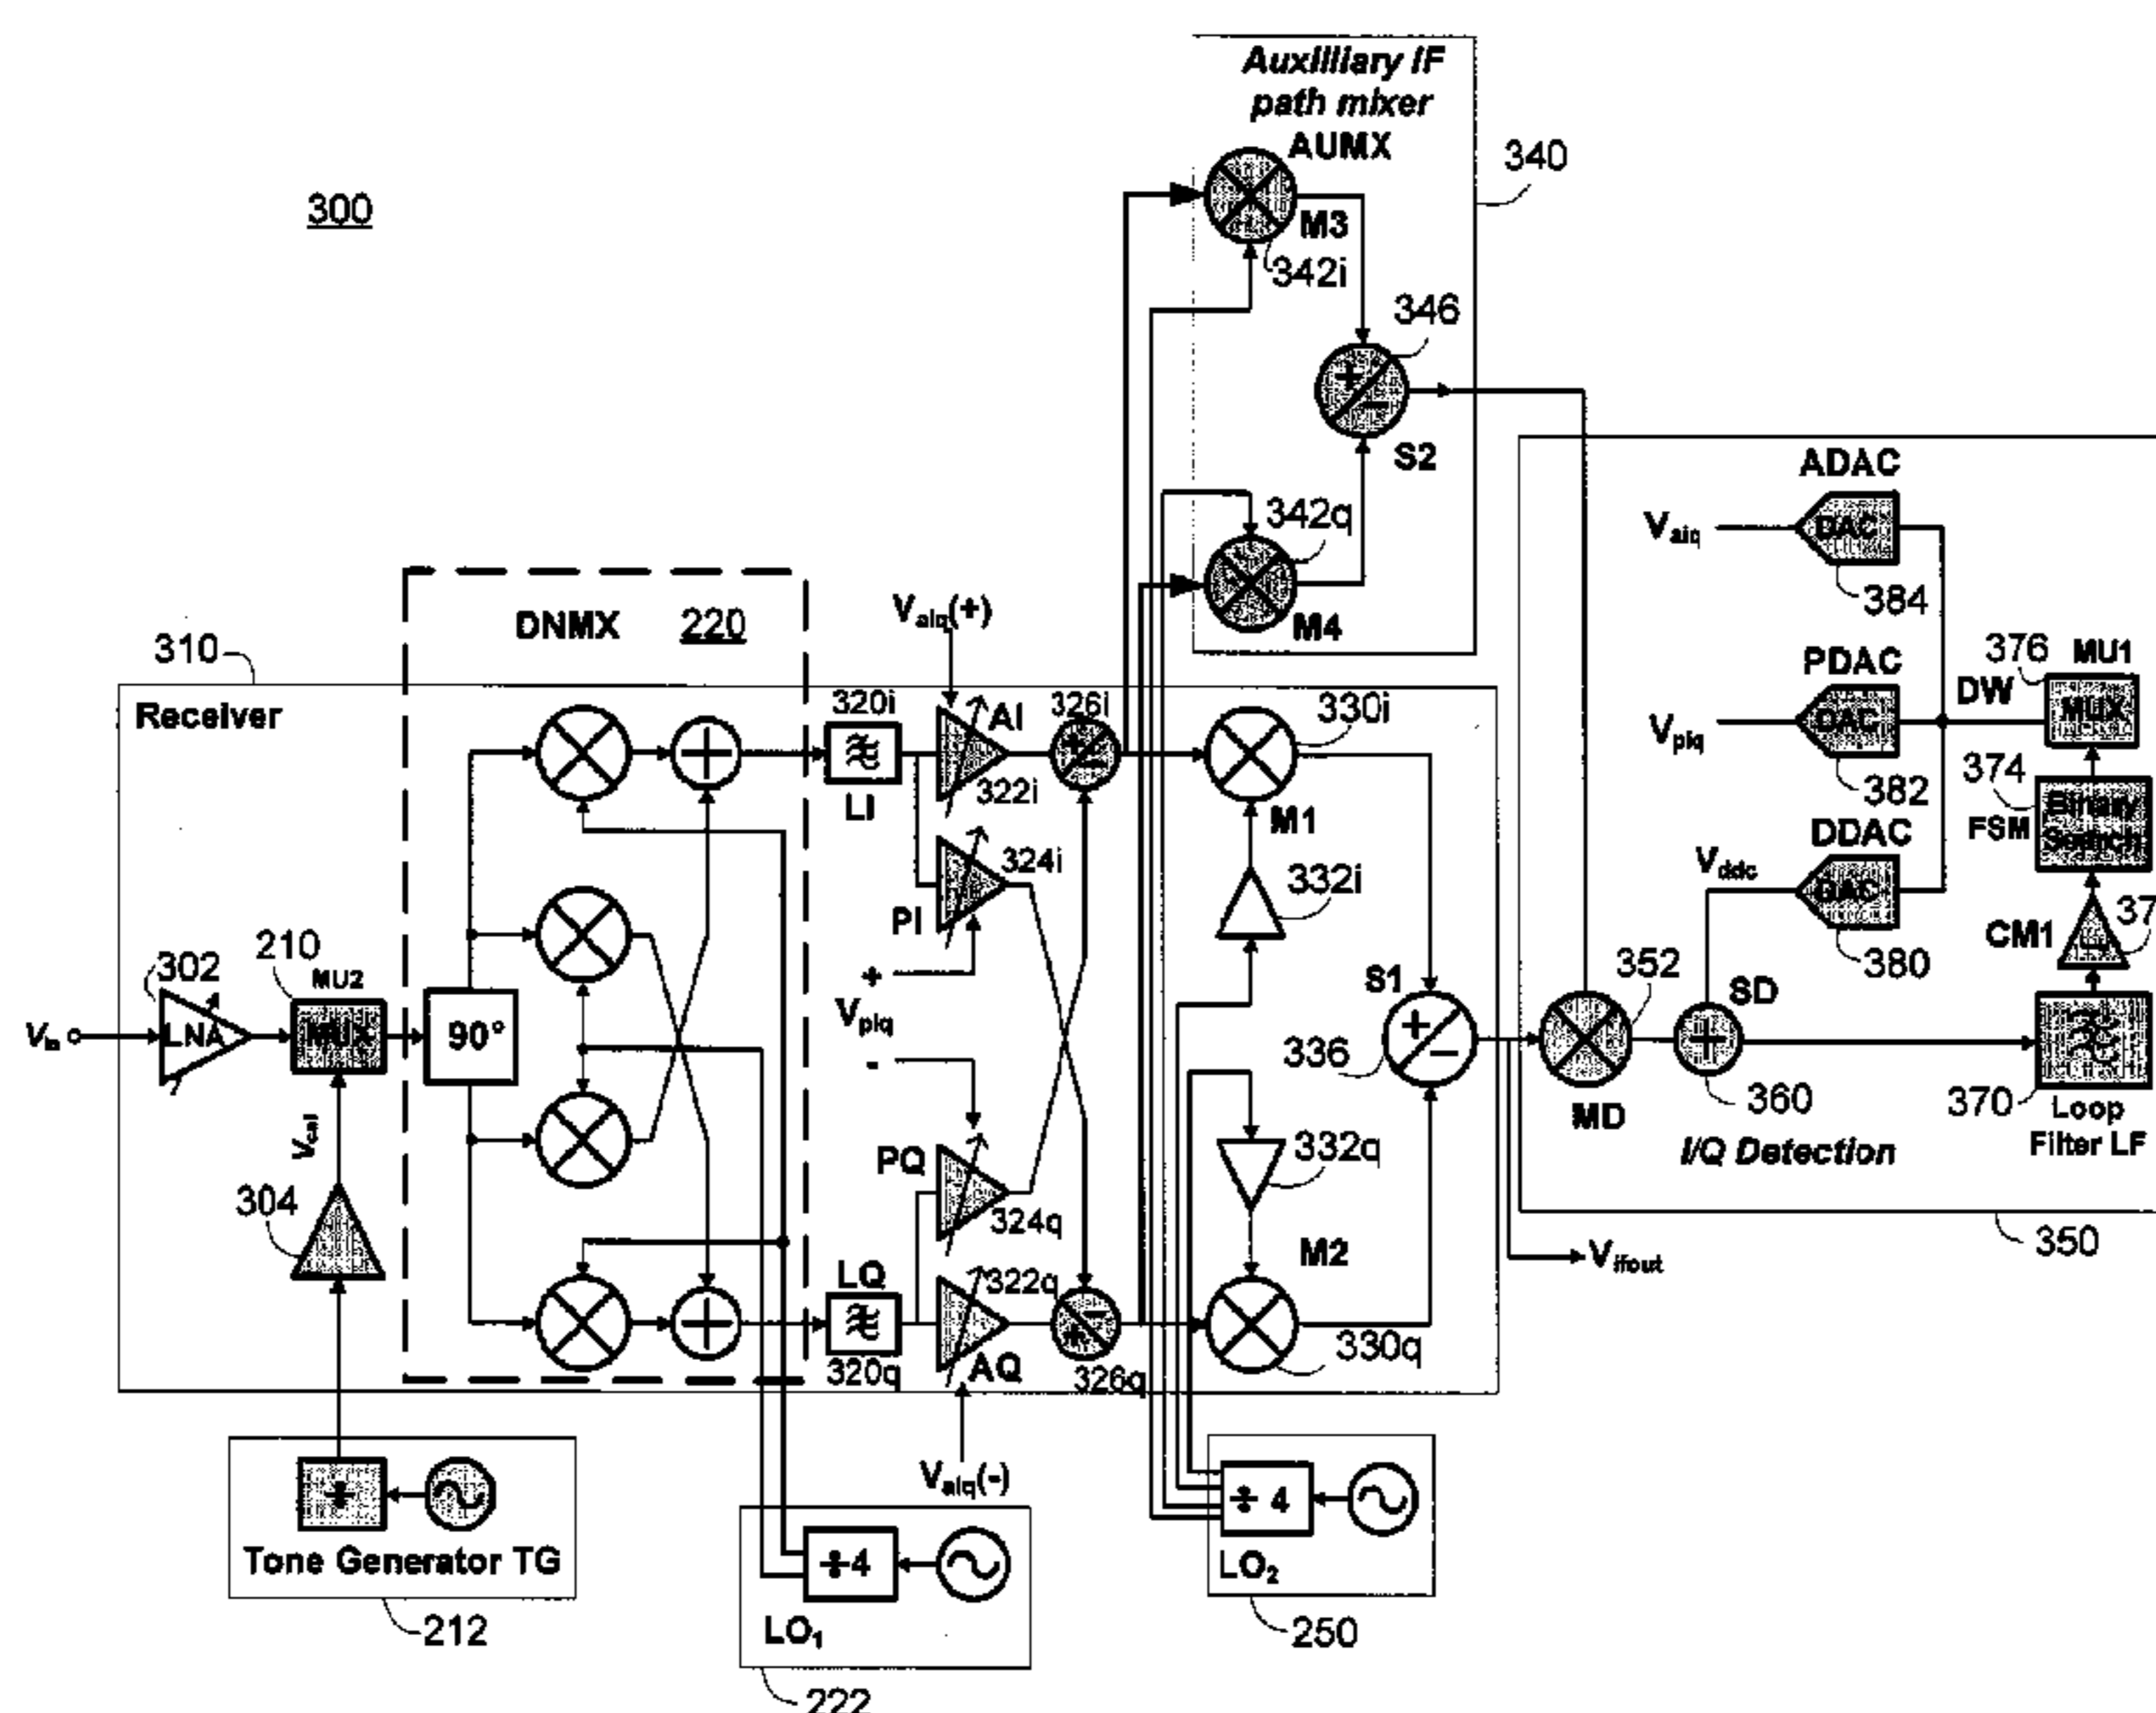 300
Auxilliary IF
path mixer
AUMX
340
M3
342i
346
S2
342q
M4
ADAC
Vaiq
DAC
384
PDAC
376
MU1
DW
MUX
Vpiq
DAC
382
374
Binary
Search
FSM
DDAC
Vddc
DAC
380
CM1
37
SD
352
MD
360
370
Loop
Filter LF
I/Q Detection
350
Vifout
310
Receiver
DNMX
220
Vaiq(+)
320i
LI
AI
322i
326i
330i
M1
324i
PI
332i
+
Vpiq
-
S1
336
302
Vin
LNA
210
MU2
MUX
90°
Vcal
304
PQ
324q
332q
M2
LQ
320q
322q
AQ
326q
330q
Vaiq(-)
÷
Tone Generator TG
212
÷4
LO1
222
÷ 4
LO2
250